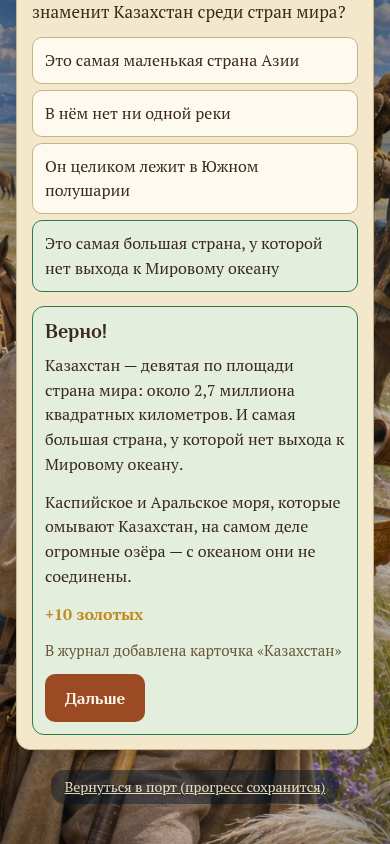 знаменит Казахстан среди стран мира?
Это самая маленькая страна Азии
В нём нет ни одной реки
Он целиком лежит в Южном
полушарии
Это самая большая страна, у которой
нет выхода к Мировому океану
Верно!
Казахстан — девятая по площади
страна мира: около 2,7 миллиона
квадратных километров. И самая
большая страна, у которой нет выхода к
Мировому океану.
Каспийское и Аральское моря, которые
омывают Казахстан, на самом деле
огромные озёра — с океаном они не
соединены.
+10 золотых
В журнал добавлена карточка «Казахстан»
Дальше
Вернуться в порт (прогресс сохранится)